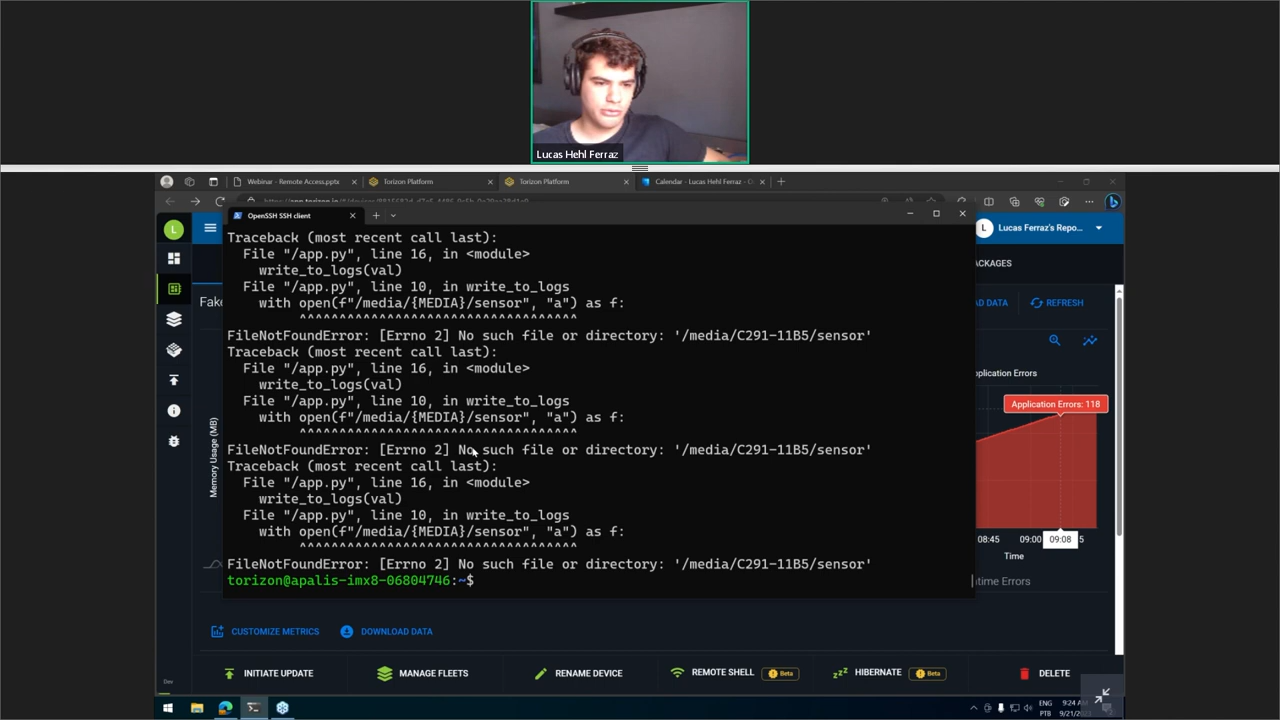 Lucas Hehl Ferraz
Webinar - Remote Access.pptx
Torizon Platform
Torizon Platform
Calendar - Lucas Hehl Ferraz -
OpenSSH SSH client
L
L
Lucas Ferraz's Repo...
Traceback (most recent call last):
File "/app.py", line 16, in <module>
write_to_logs(val)
File "/app.py", line 10, in write_to_logs
with open(f"/media/{MEDIA}/sensor", "a") as f:
^^^^^^^^^^^^^^^^^^^^^^^^^^^^^^^^^^^
FileNotFoundError: [Errno 2] No such file or directory: '/media/C291-11B5/sensor'
Traceback (most recent call last):
File "/app.py", line 16, in <module>
write_to_logs(val)
File "/app.py", line 10, in write_to_logs
with open(f"/media/{MEDIA}/sensor", "a") as f:
^^^^^^^^^^^^^^^^^^^^^^^^^^^^^^^^^^^
FileNotFoundError: [Errno 2] No such file or directory: '/media/C291-11B5/sensor'
Traceback (most recent call last):
File "/app.py", line 16, in <module>
write_to_logs(val)
File "/app.py", line 10, in write_to_logs
with open(f"/media/{MEDIA}/sensor", "a") as f:
^^^^^^^^^^^^^^^^^^^^^^^^^^^^^^^^^^^
FileNotFoundError: [Errno 2] No such file or directory: '/media/C291-11B5/sensor'
torizon@apalis-imx8-06804746:~$
ACKAGES
Fake
AD DATA
REFRESH
pplication Errors
Application Errors: 118
Memory Usage (MB)
08:45 09:00 09:08 5
Time
time Errors
CUSTOMIZE METRICS
DOWNLOAD DATA
INITIATE UPDATE
MANAGE FLEETS
RENAME DEVICE
REMOTE SHELL Beta
HIBERNATE Beta
DELETE
Dev
ENG
PTB
9:24 AM